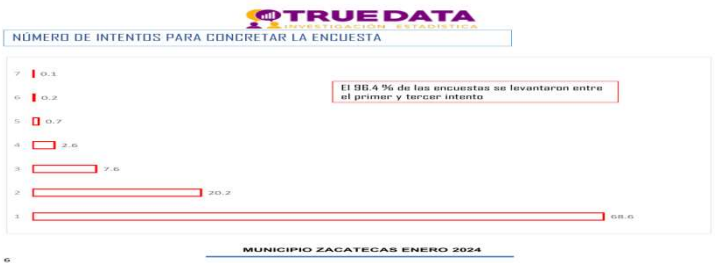 TRUEDATA
INVESTIGACIÓN ESTADÍSTICA
NÚMERO DE INTENTOS PARA CONCRETAR LA ENCUESTA
7 0.1
El 96.4 % de las encuestas se levantaron entre
el primer y tercer intento
6 0.2
5 0.7
4 2.6
3 7.6
2 20.2
1 68.6
MUNICIPIO ZACATECAS ENERO 2024
6